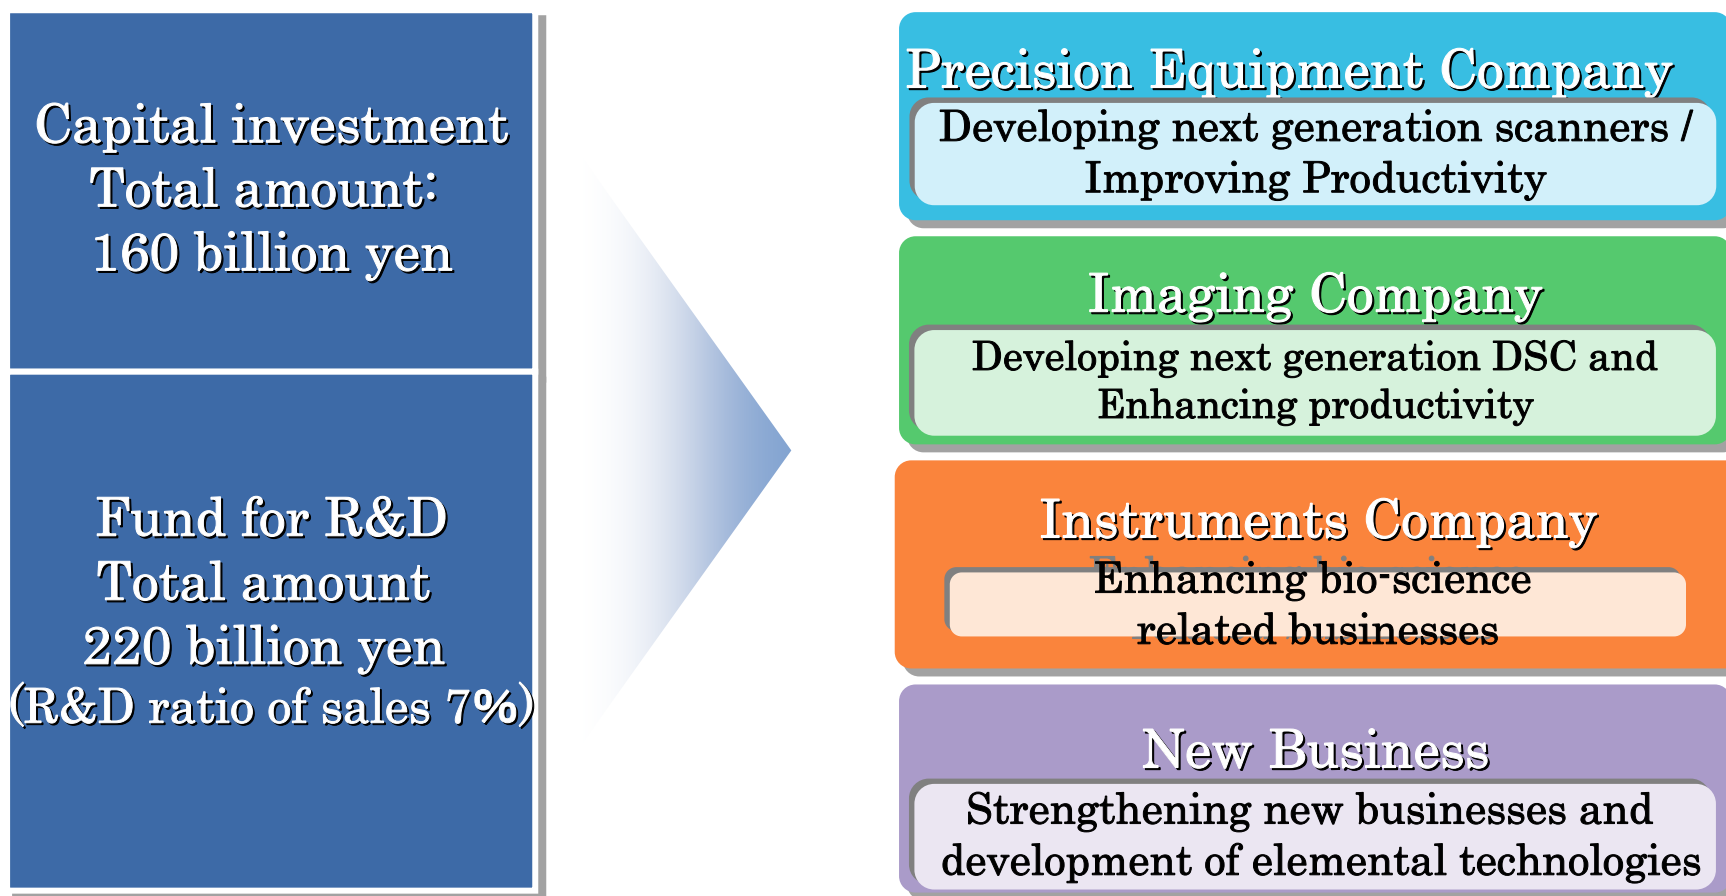 Capital investment
Total amount:
160 billion yen
Fund for R&D
Total amount
220 billion yen
(R&D ratio of sales 7%)
Precision Equipment Company
Developing next generation scanners /
Improving Productivity
Imaging Company
Developing next generation DSC and
Enhancing productivity
Instruments Company
Enhancing bio-science
related businesses
New Business
Strengthening new businesses and
development of elemental technologies